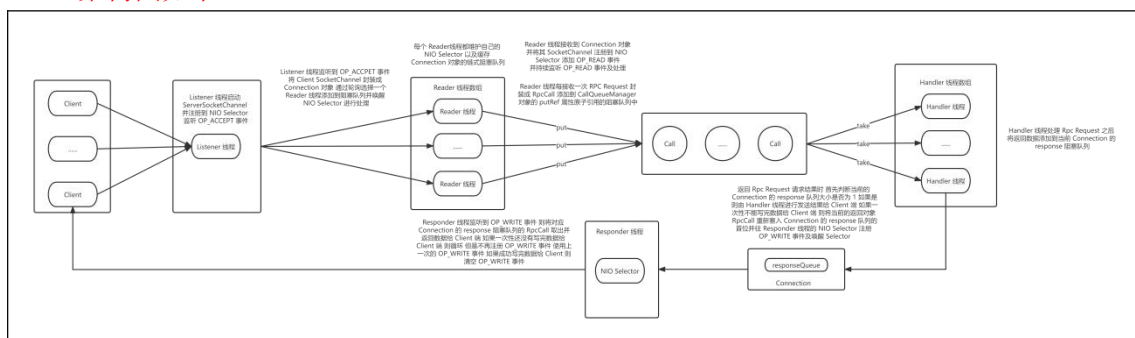 Client
......
Client
Listener 线程启动
ServerSocketChannel
并注册到 NIO Selector
监听 OP_ACCEPT 事件
Listener 线程
Listener 线程监听到 OP_ACCPET 事件
将 Client SocketChannel 封装成
Connection 对象 通过轮询选择一个
Reader 线程添加到阻塞队列并唤醒
NIO Selector 进行处理
每个 Reader线程都维护自己的
NIO Selector 以及缓存
Connection 对象的链式阻塞队列
Reader 线程数组
Reader 线程
......
Reader 线程
Reader 线程接收到 Connection 对象
并将其 SocketChannel 注册到 NIO
Selector 添加 OP_READ 事件
并持续监听 OP_READ 事件及处理
Reader 线程每接收一次 RPC Request 封
装成 RpcCall 添加到 CallQueueManager
对象的 putRef 属性原子引用的阻塞队列中
put
put
put
Call
......
Call
take
take
take
Handler 线程数组
Handler 线程
......
Handler 线程
Handler 线程处理 Rpc Request 之后
将返回数据添加到当前 Connection 的
response 阻塞队列
返回 Rpc Request 请求结果时 首先判断当前的
Connection 的 response 队列大小是否为 1 如果是
则由 Handler 线程进行发送结果给 Client 端 如果一
次性不能写完数据给 Client 端 则将当前的返回对象
RpcCall 重新塞入 Connection 的 response 队列的
首位并往 Responder 线程的 NIO Selector 注册
OP_WRITE 事件及唤醒 Selector
responseQueue
Connection
Responder 线程
NIO Selector
Responder 线程监听到 OP_WRITE 事件 则将对应
Connection 的 response 阻塞队列的 RpcCall 取出并
返回数据给 Client 端 如果一次性还没有写完数据给
Client 端 则循环 但是不再注册 OP_WRITE 事件 使用上
一次的 OP_WRITE 事件 如果成功写完数据给 Client 则
清空 OP_WRITE 事件